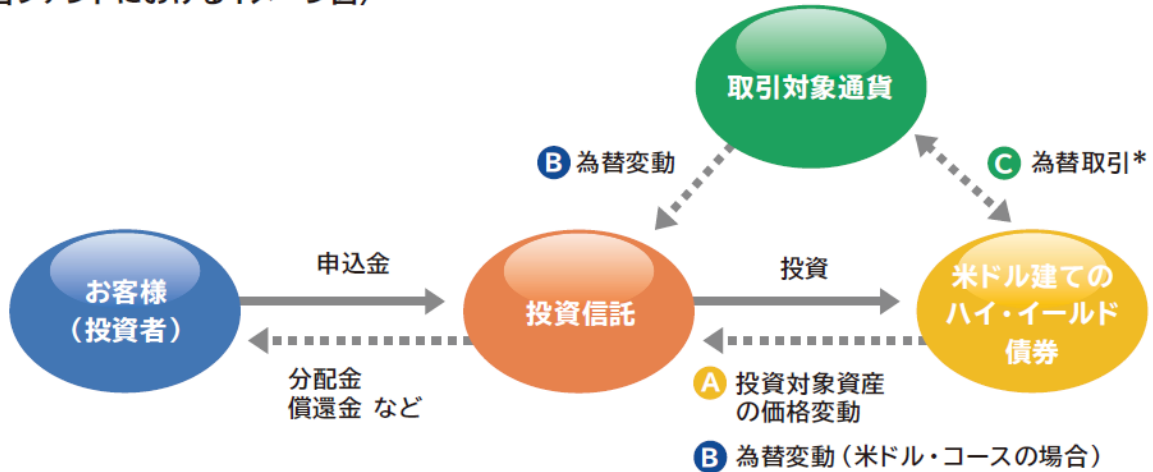 取引対象通貨
B 為替変動
C 為替取引*
お客様
（投資者）
申込金
投資信託
投資
米ドル建ての
ハイ・イールド
債券
分配金
償還金 など
A 投資対象資産
の価格変動
B 為替変動（米ドル・コースの場合）